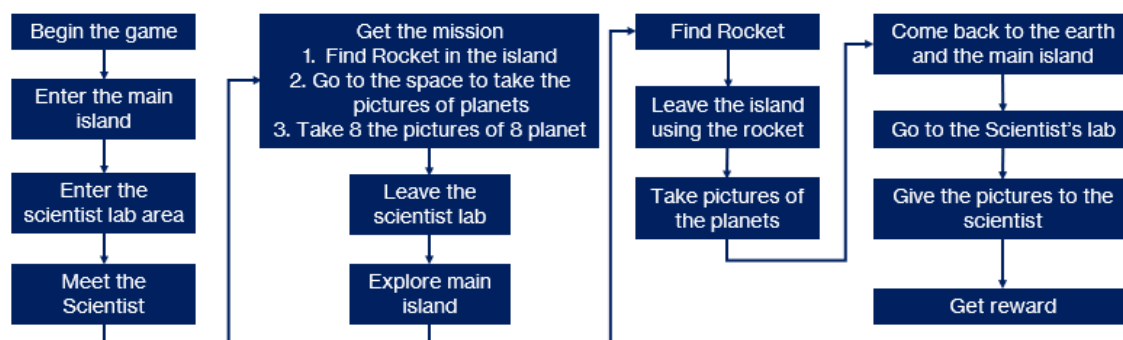 Begin the game
Enter the main
island
Enter the
scientist lab area
Meet the
Scientist
Get the mission
1. Find Rocket in the island
2. Go to the space to take the
pictures of planets
3. Take 8 the pictures of 8 planet
Leave the
scientist lab
Explore main
island
Find Rocket
Leave the island
using the rocket
Take pictures of
the planets
Come back to the earth
and the main island
Go to the Scientist's lab
Give the pictures to the
scientist
Get reward